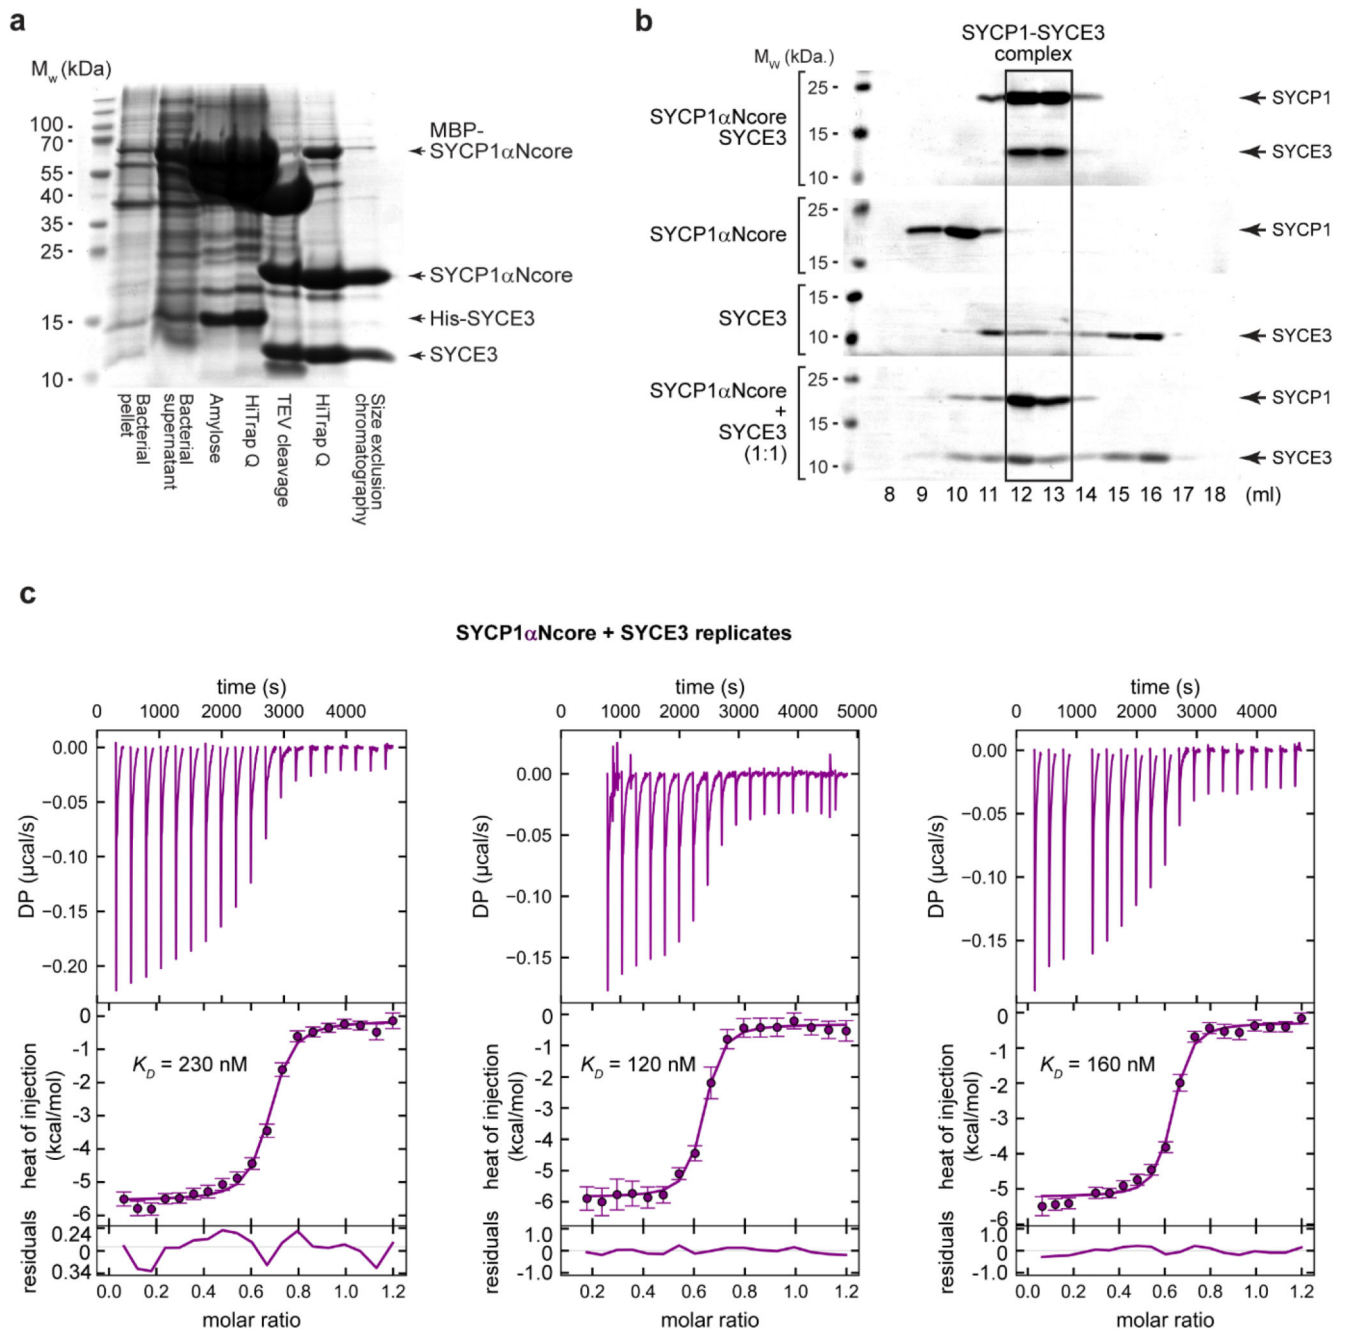 a
M_w (kDa)
100
70
55
40
35
25
15
10
MBP-
SYCP1αNcore
SYCP1αNcore
His-SYCE3
SYCE3
Bacterial
pellet
Bacterial
supernatant
Amylose
HiTrap Q
TEV cleavage
HiTrap Q
Size exclusion
chromatography
b
SYCP1-SYCE3
complex
M_w (kDa.)
SYCP1αNcore
SYCE3
25
15
10
SYCP1
SYCE3
SYCP1αNcore
25
15
SYCP1
SYCE3
15
10
SYCE3
SYCP1αNcore
+
SYCE3
(1:1)
25
15
10
SYCP1
SYCE3
8 9 10 11 12 13 14 15 16 17 18 (ml)
c
SYCP1αNcore + SYCE3 replicates
time (s)
0 1000 2000 3000 4000
DP (µcal/s)
0.00
−0.05
−0.10
−0.15
−0.20
heat of injection
(kcal/mol)
0
-1
-2
-3
-4
-5
-6
K_D = 230 nM
residuals
0.24
0
0.34
0.0 0.2 0.4 0.6 0.8 1.0 1.2
molar ratio
time (s)
0 1000 2000 3000 4000 5000
DP (µcal/s)
0.00
−0.05
−0.10
−0.15
heat of injection
(kcal/mol)
0
-1
-2
-3
-4
-5
-6
K_D = 120 nM
residuals
1.0
0
-1.0
0.2 0.4 0.6 0.8 1.0 1.2
molar ratio
time (s)
0 1000 2000 3000 4000
DP (µcal/s)
0.00
−0.05
−0.10
−0.15
heat of injection
(kcal/mol)
0
-1
-2
-3
-4
-5
-6
K_D = 160 nM
residuals
1.0
0
-1.0
0.0 0.2 0.4 0.6 0.8 1.0 1.2
molar ratio